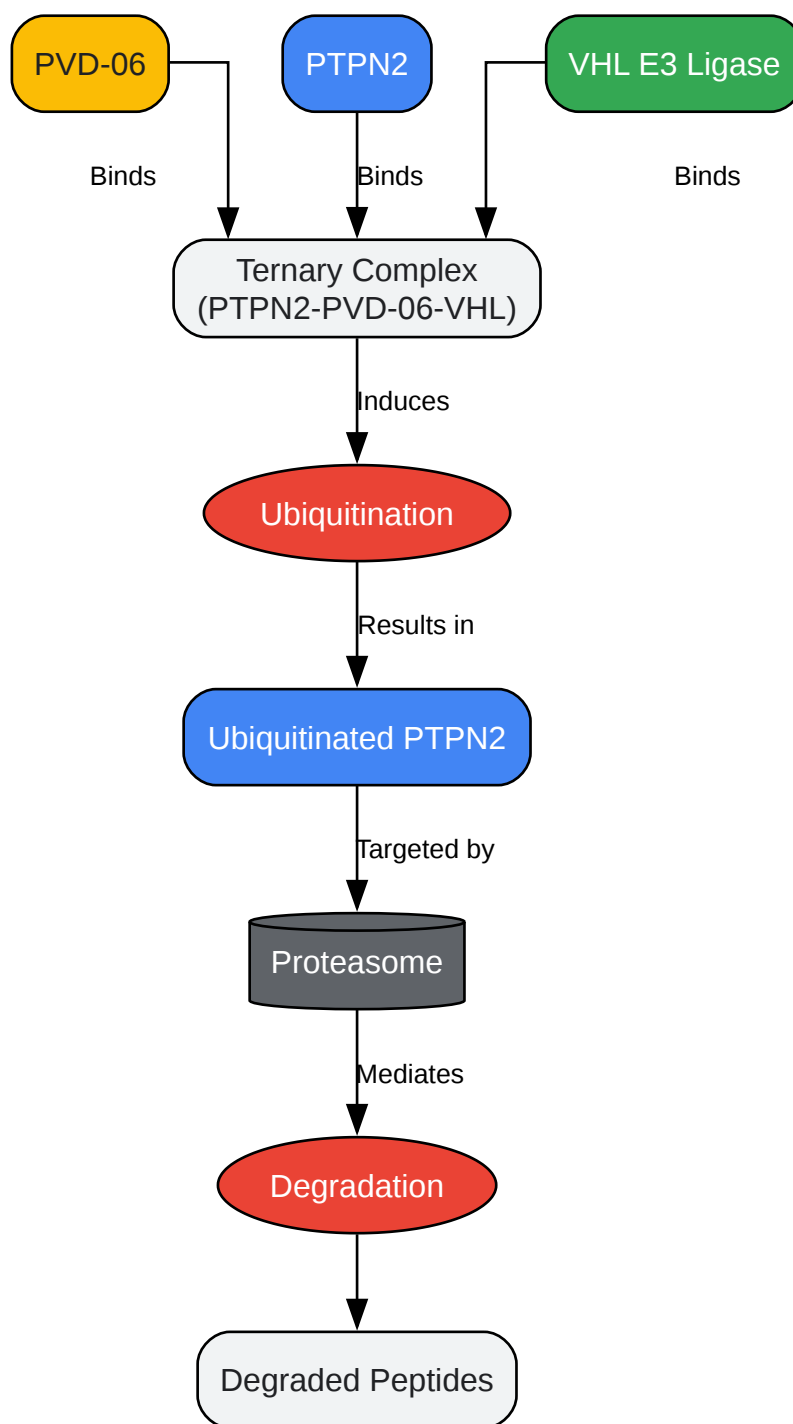 PVD-06
PTPN2
VHL E3 Ligase
Binds
Binds
Binds
Ternary Complex
(PTPN2-PVD-06-VHL)
Induces
Ubiquitination
Results in
Ubiquitinated PTPN2
Targeted by
Proteasome
Mediates
Degradation
Degraded Peptides